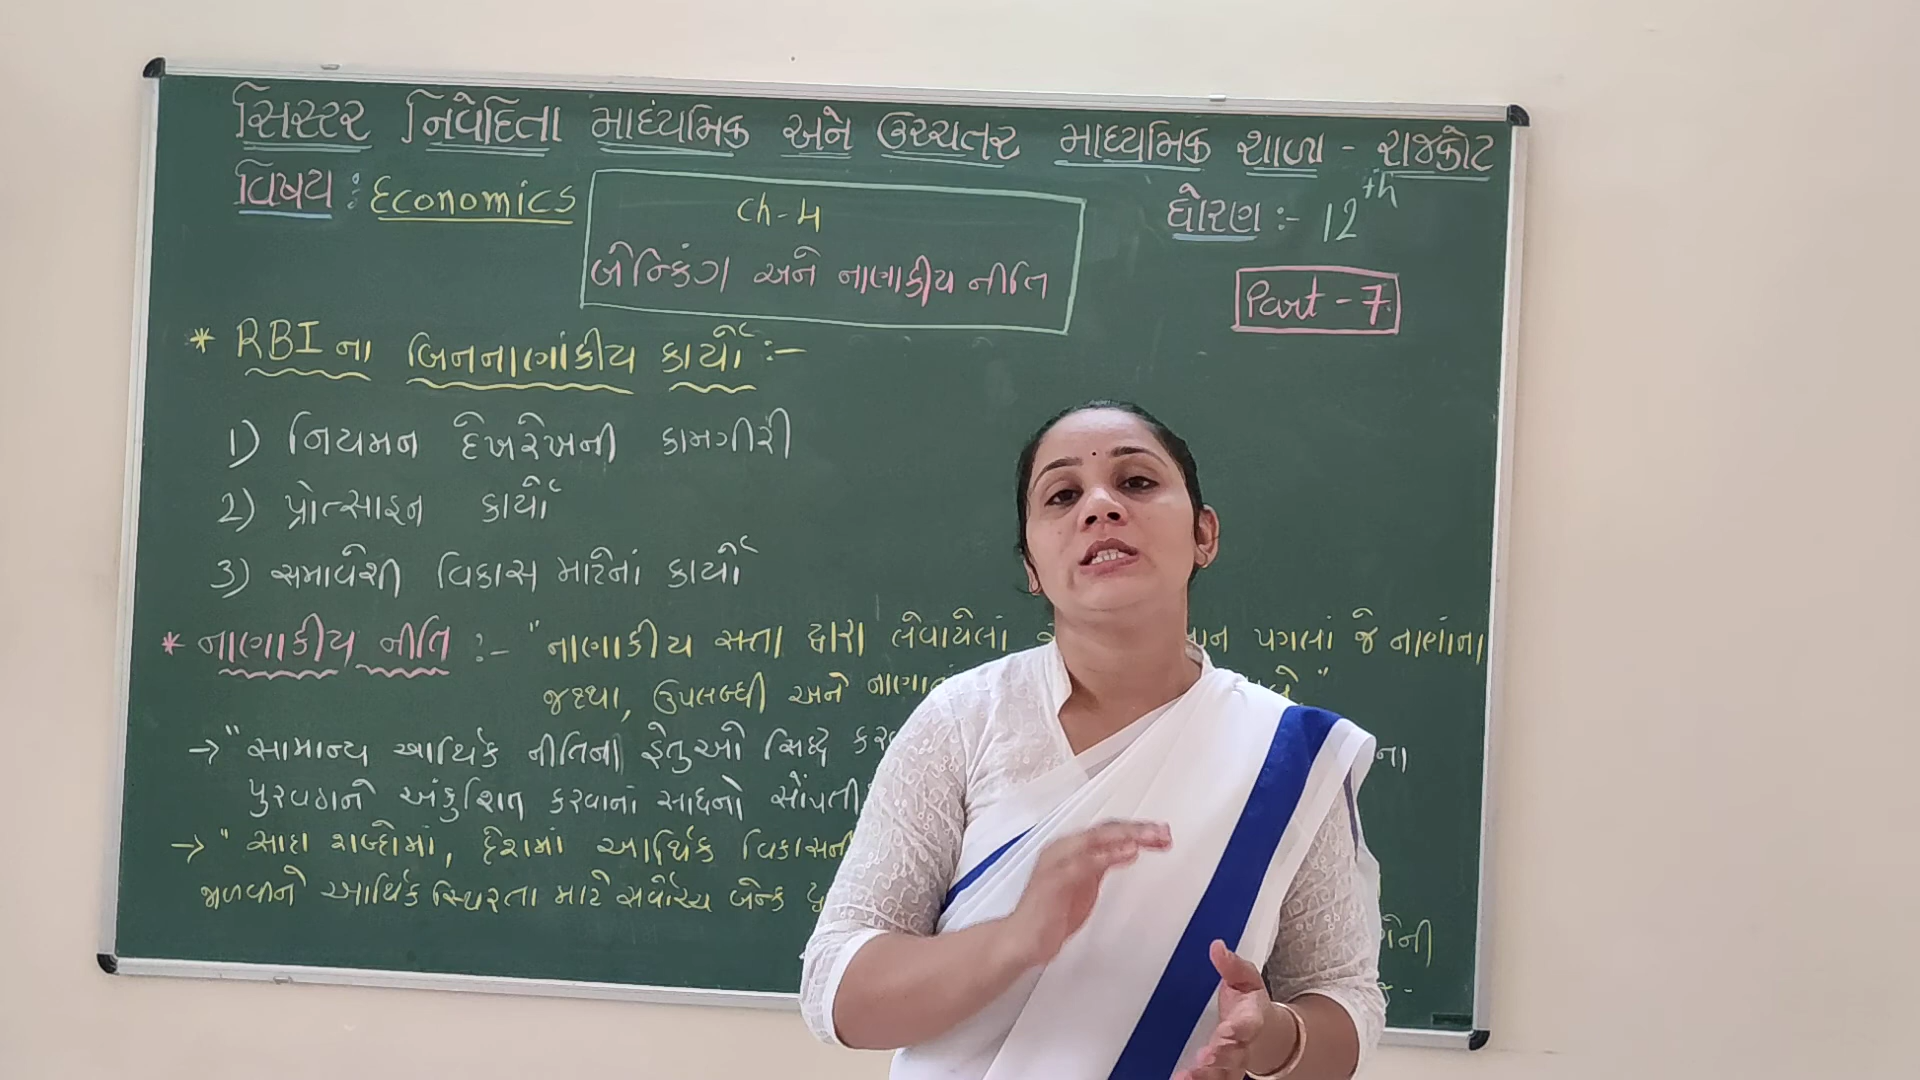 સિસ્ટર નિવેદિતા માધ્યમિક અને ઉચ્ચતર માધ્યમિક શાળા - રાજકોટ
વિષય : Economics
Ch - 4
બેન્કિંગ અને નાણાકીય નીતિ
ધોરણ :- 12th
Part - 7
* RBI ના બિનનાણાંકીય કાર્યો :-
1) નિયમન દેખરેખની કામગીરી
2) પ્રોત્સાહન કાર્યો
3) સમાવેશી વિકાસ માટેનાં કાર્યો
* નાણાકીય નીતિ :- "નાણાકીય સત્તા દ્વારા લેવાયેલાં પગલાં જે નાણાંના
જથ્થા, ઉપલબ્ધી અને
→ "સામાન્ય આર્થિક નીતિના હેતુઓ સિદ્ધ
પુરવઠાને અંકુશિત કરવાનાં સાધનો સોંપતી
→ "સાદા શબ્દોમાં, દેશમાં આર્થિક વિકાસની
જાળવીને આર્થિક સ્થિરતા માટે સર્વોચ્ચ બેન્ક